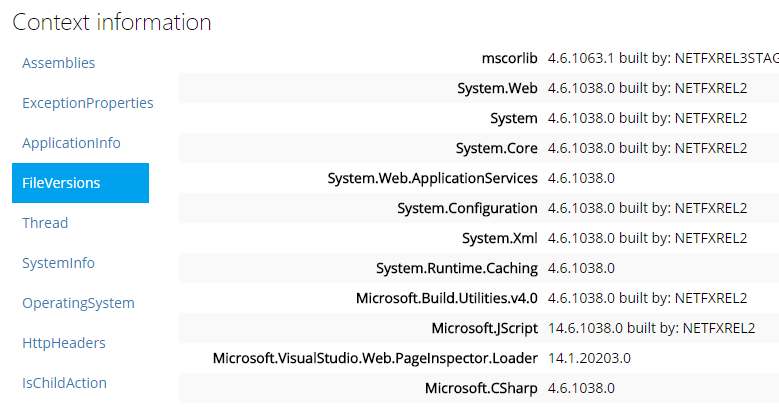 Context information
Assemblies
ExceptionProperties
ApplicationInfo
FileVersions
Thread
SystemInfo
OperatingSystem
HttpHeaders
IsChildAction
mscorlib 4.6.1063.1 built by: NETFXREL3STAG
System.Web 4.6.1038.0 built by: NETFXREL2
System 4.6.1038.0 built by: NETFXREL2
System.Core 4.6.1038.0 built by: NETFXREL2
System.Web.ApplicationServices 4.6.1038.0
System.Configuration 4.6.1038.0 built by: NETFXREL2
System.Xml 4.6.1038.0 built by: NETFXREL2
System.Runtime.Caching 4.6.1038.0
Microsoft.Build.Utilities.v4.0 4.6.1038.0 built by: NETFXREL2
Microsoft.JScript 14.6.1038.0 built by: NETFXREL2
Microsoft.VisualStudio.Web.PageInspector.Loader 14.1.20203.0
Microsoft.CSharp 4.6.1038.0